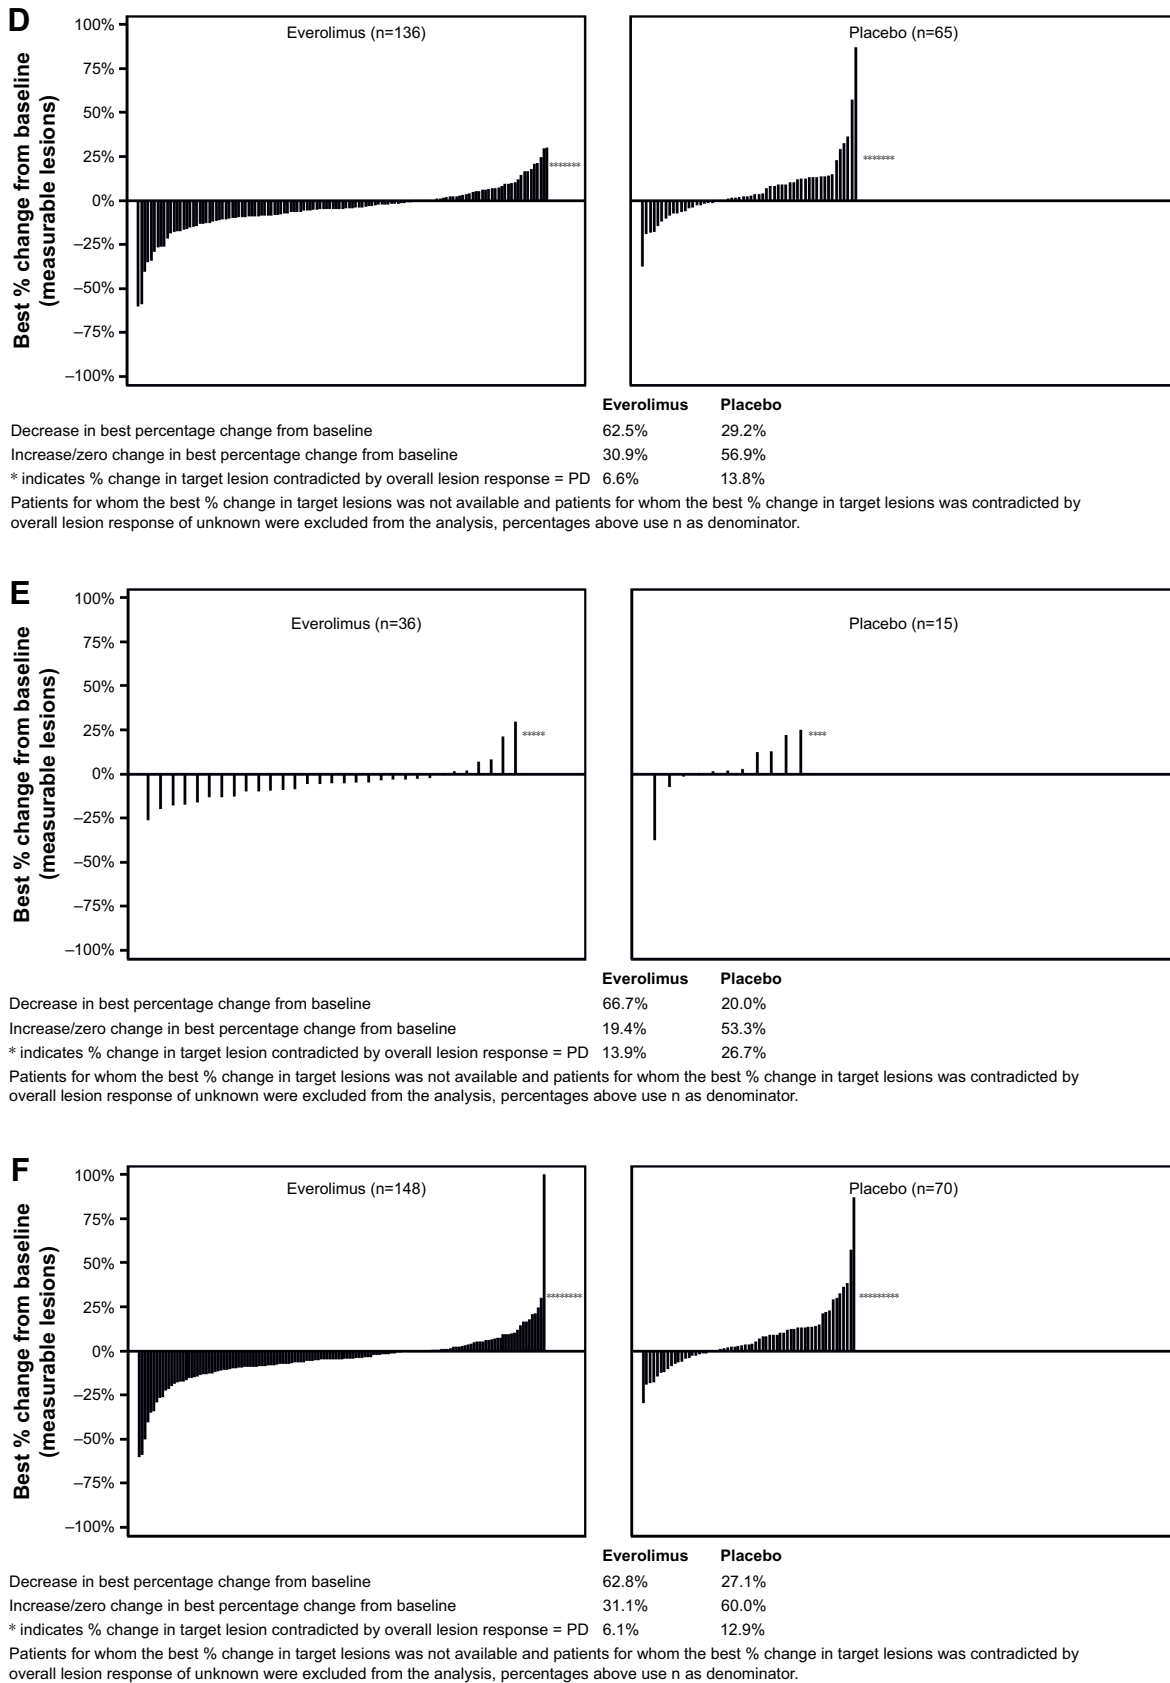 D
Best % change from baseline
(measurable lesions)
100%
75%
50%
25%
0%
–25%
–50%
–75%
–100%
Everolimus (n=136)
*******
Placebo (n=65)
*******
Everolimus Placebo
Decrease in best percentage change from baseline 62.5% 29.2%
Increase/zero change in best percentage change from baseline 30.9% 56.9%
* indicates % change in target lesion contradicted by overall lesion response = PD 6.6% 13.8%
Patients for whom the best % change in target lesions was not available and patients for whom the best % change in target lesions was contradicted by
overall lesion response of unknown were excluded from the analysis, percentages above use n as denominator.
E
Best % change from baseline
(measurable lesions)
100%
75%
50%
25%
0%
–25%
–50%
–75%
–100%
Everolimus (n=36)
*****
Placebo (n=15)
****
Everolimus Placebo
Decrease in best percentage change from baseline 66.7% 20.0%
Increase/zero change in best percentage change from baseline 19.4% 53.3%
* indicates % change in target lesion contradicted by overall lesion response = PD 13.9% 26.7%
Patients for whom the best % change in target lesions was not available and patients for whom the best % change in target lesions was contradicted by
overall lesion response of unknown were excluded from the analysis, percentages above use n as denominator.
F
Best % change from baseline
(measurable lesions)
100%
75%
50%
25%
0%
–25%
–50%
–75%
–100%
Everolimus (n=148)
********
Placebo (n=70)
*********
Everolimus Placebo
Decrease in best percentage change from baseline 62.8% 27.1%
Increase/zero change in best percentage change from baseline 31.1% 60.0%
* indicates % change in target lesion contradicted by overall lesion response = PD 6.1% 12.9%
Patients for whom the best % change in target lesions was not available and patients for whom the best % change in target lesions was contradicted by
overall lesion response of unknown were excluded from the analysis, percentages above use n as denominator.